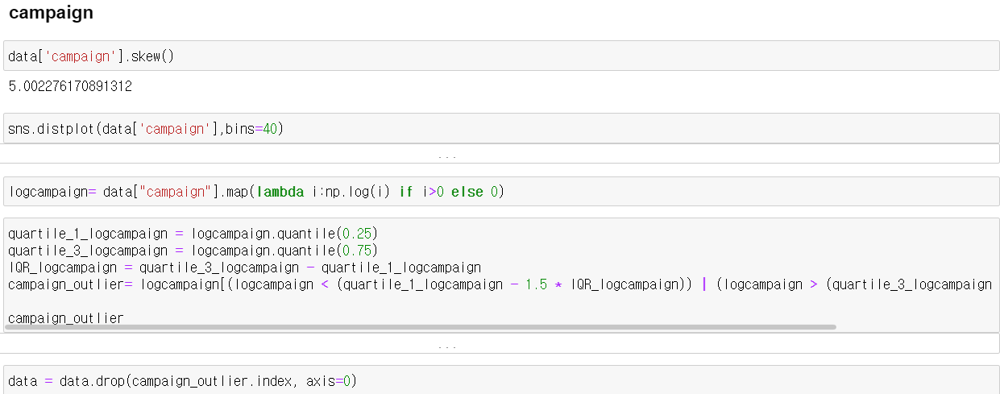 campaign
data['campaign'].skew()
5.002276170891312
sns.distplot(data['campaign'],bins=40)
...
logcampaign= data["campaign"].map(lambda i:np.log(i) if i>0 else 0)
quartile_1_logcampaign = logcampaign.quantile(0.25)
quartile_3_logcampaign = logcampaign.quantile(0.75)
IQR_logcampaign = quartile_3_logcampaign - quartile_1_logcampaign
campaign_outlier= logcampaign[(logcampaign < (quartile_1_logcampaign - 1.5 * IQR_logcampaign)) | (logcampaign > (quartile_3_logcampaign
campaign_outlier
...
data = data.drop(campaign_outlier.index, axis=0)